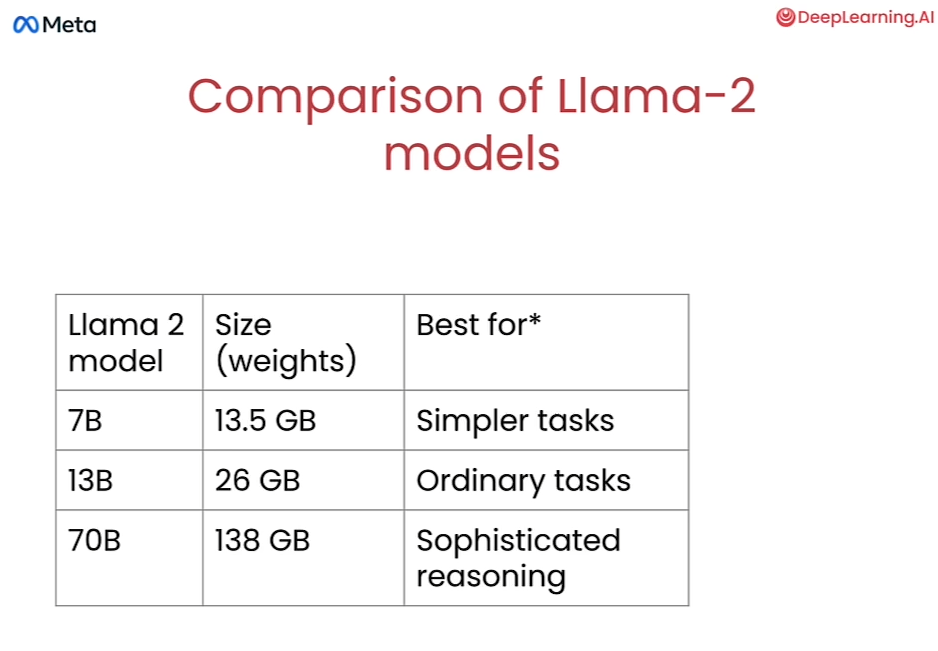 Meta
DeepLearning.AI
Comparison of Llama-2
models
Llama 2 model
Size (weights)
Best for*
7B
13.5 GB
Simpler tasks
13B
26 GB
Ordinary tasks
70B
138 GB
Sophisticated
reasoning